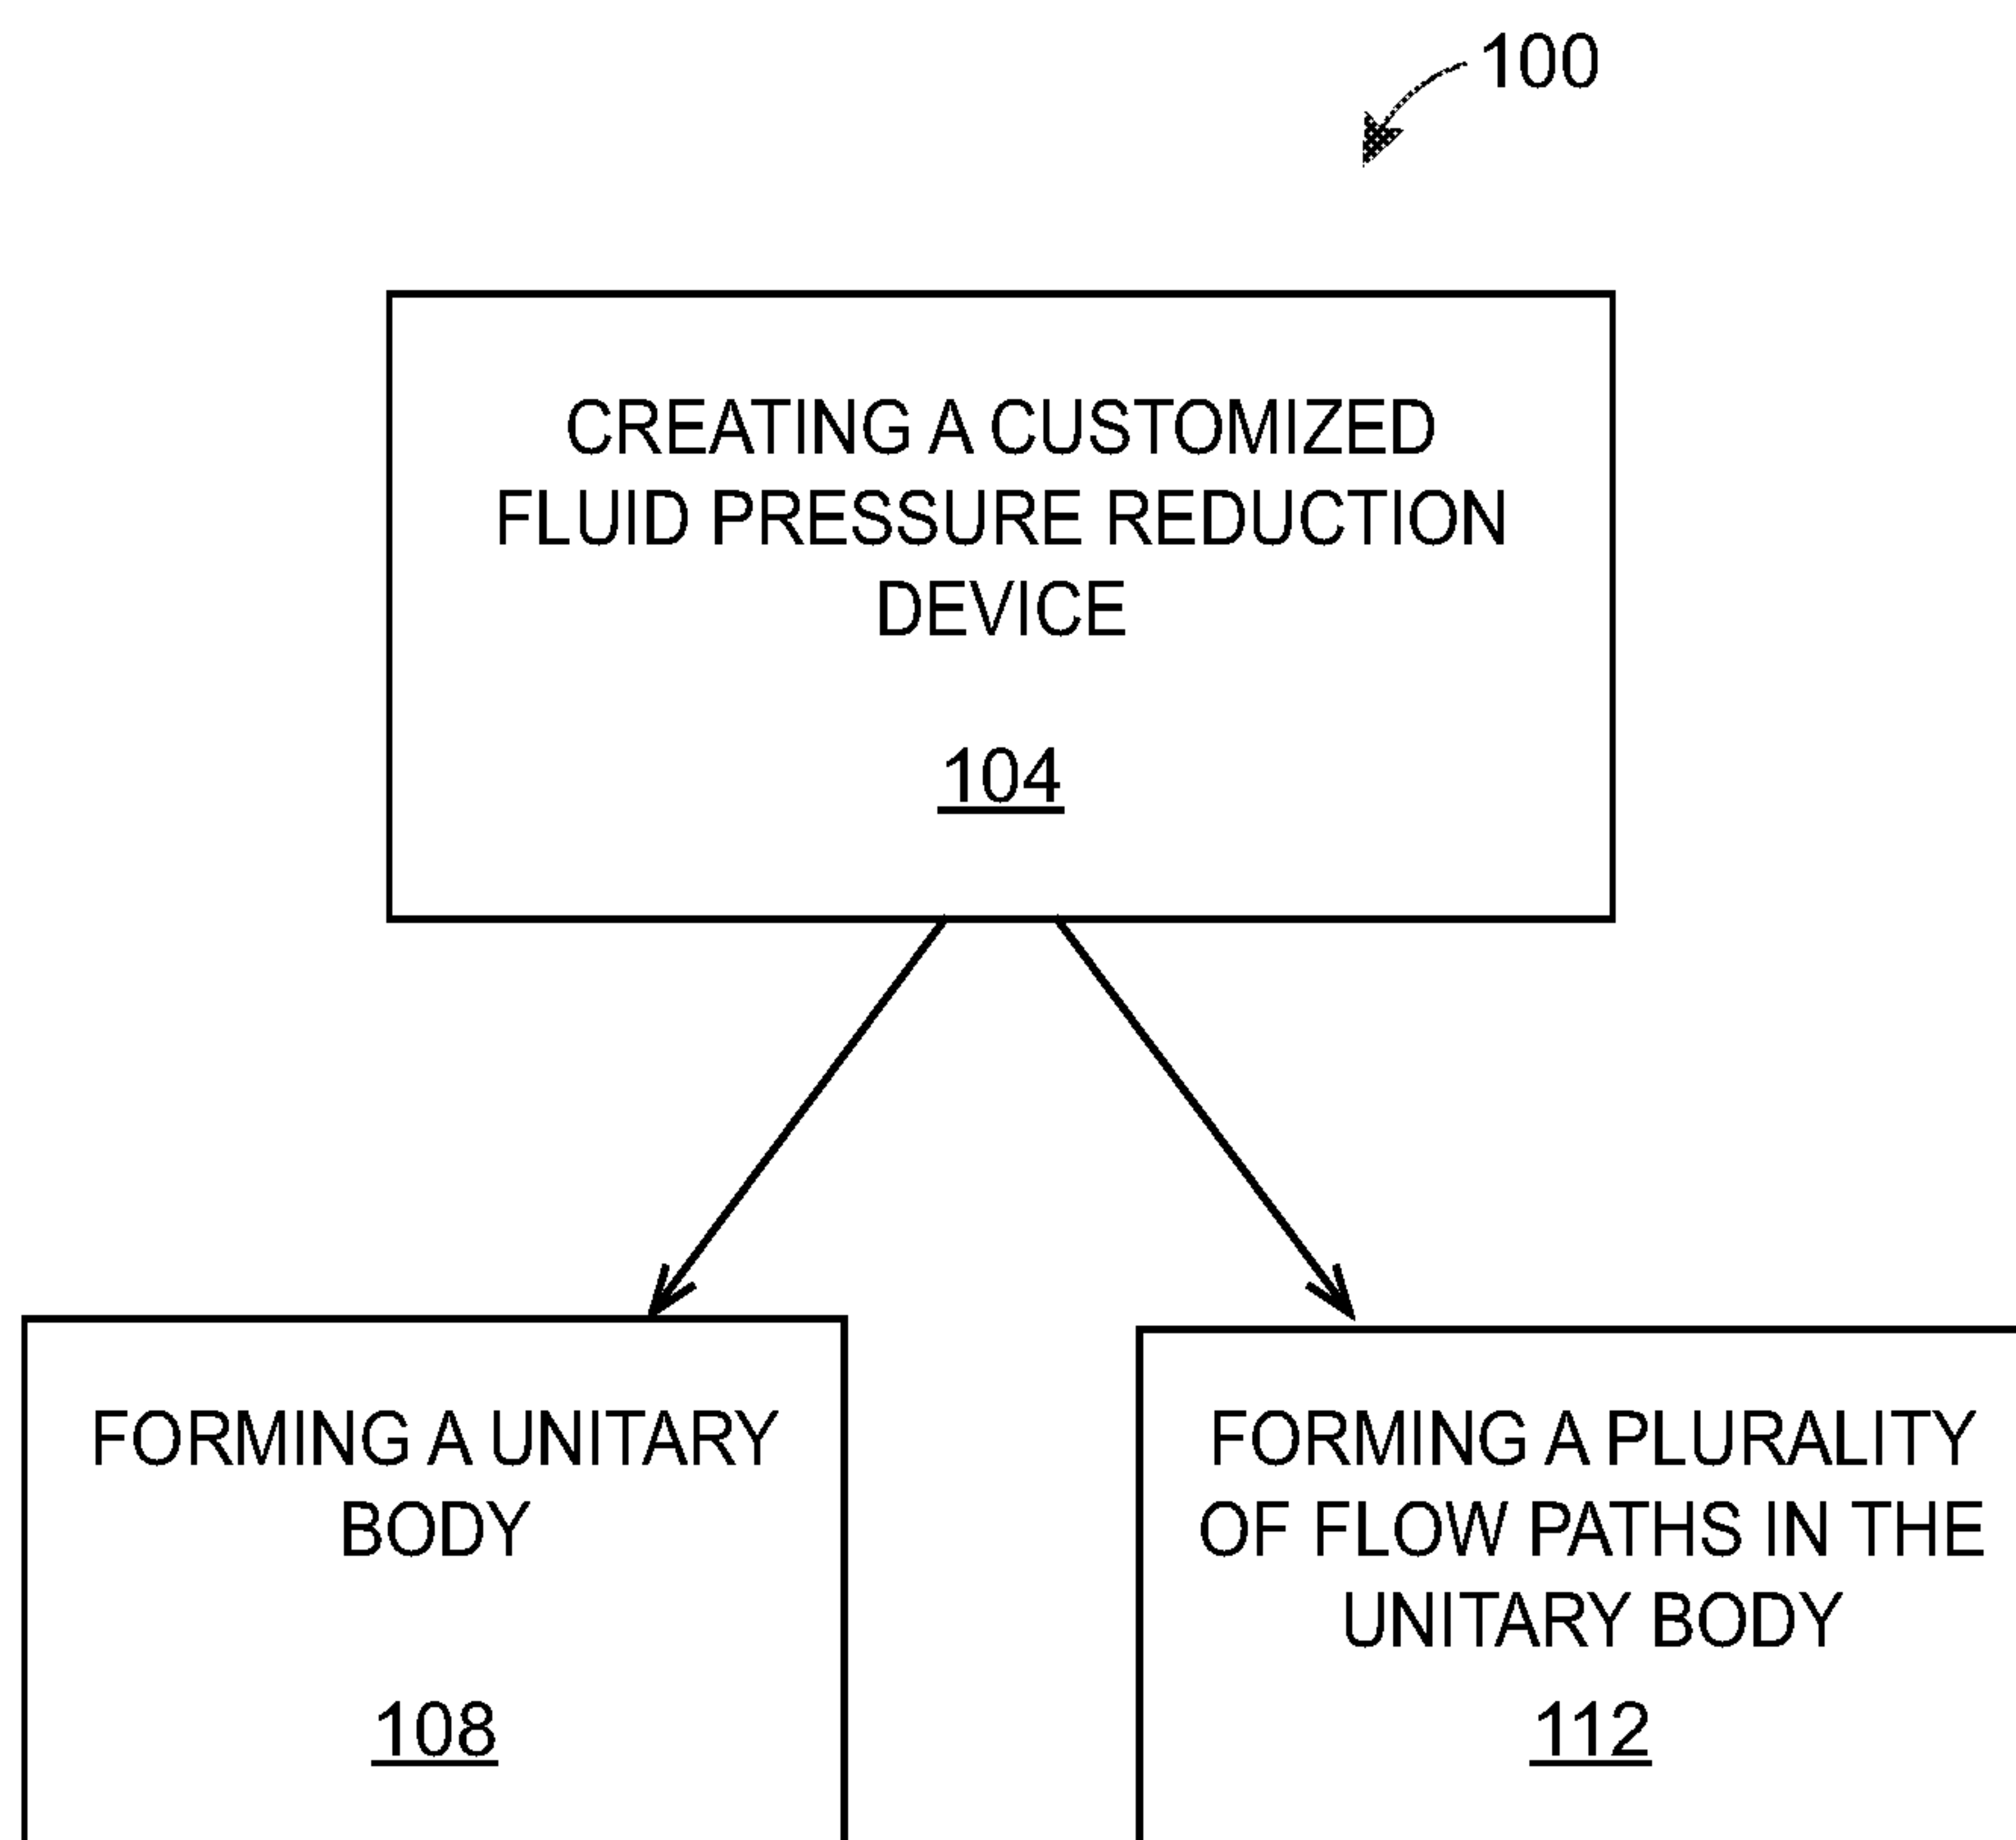 100
CREATING A CUSTOMIZED
FLUID PRESSURE REDUCTION
DEVICE
104
FORMING A UNITARY
BODY
108
FORMING A PLURALITY
OF FLOW PATHS IN THE
UNITARY BODY
112